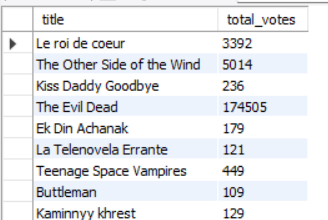 title total_votes
Le roi de coeur 3392
The Other Side of the Wind 5014
Kiss Daddy Goodbye 236
The Evil Dead 174505
Ek Din Achanak 179
La Telenovela Errante 121
Teenage Space Vampires 449
Buttleman 109
Kaminnyy khrest 129